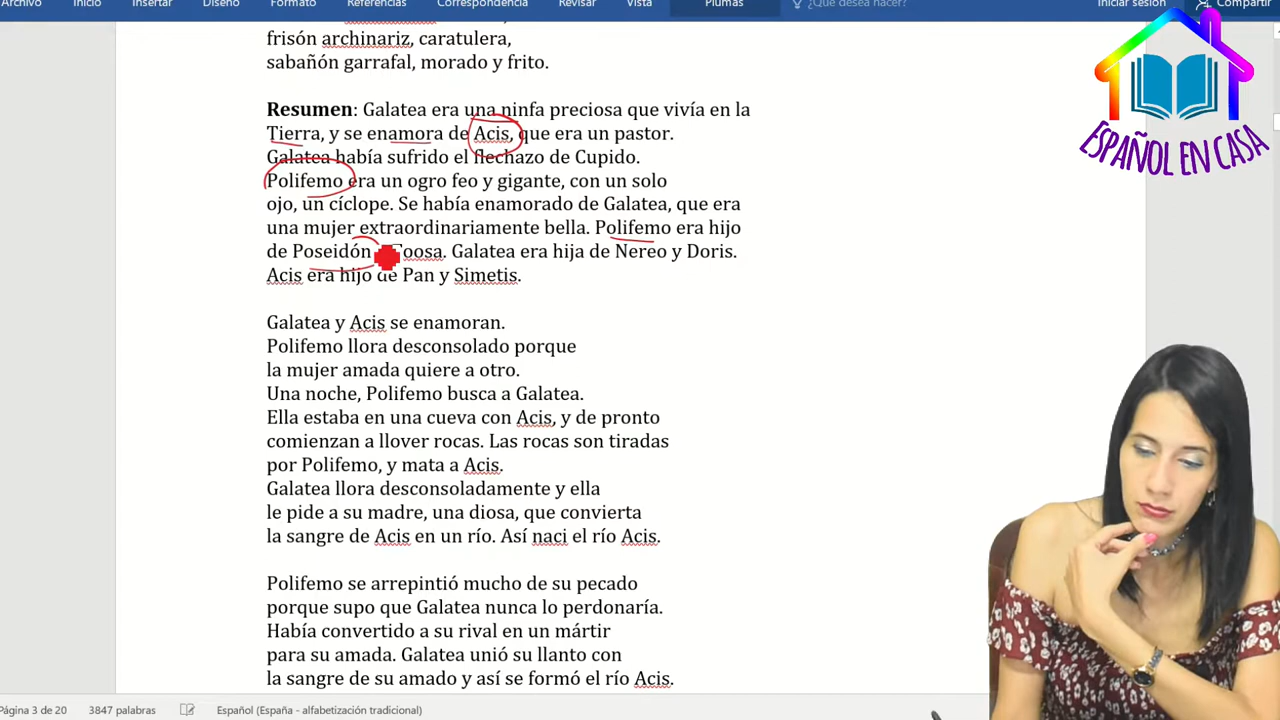 Archivo Inicio Insertar Diseño Formato Referencias Correspondencia Revisar Vista Plumas ¿Qué desea hacer? Iniciar sesión Compartir
frisón archinariz, caratulera,
sabañón garrafal, morado y frito.
Resumen: Galatea era una ninfa preciosa que vivía en la
Tierra, y se enamora de Acis, que era un pastor.
Galatea había sufrido el flechazo de Cupido.
Polifemo era un ogro feo y gigante, con un solo
ojo, un cíclope. Se había enamorado de Galatea, que era
una mujer extraordinariamente bella. Polifemo era hijo
de Poseidón Toosa. Galatea era hija de Nereo y Doris.
Acis era hijo de Pan y Simetis.
Galatea y Acis se enamoran.
Polifemo llora desconsolado porque
la mujer amada quiere a otro.
Una noche, Polifemo busca a Galatea.
Ella estaba en una cueva con Acis, y de pronto
comienzan a llover rocas. Las rocas son tiradas
por Polifemo, y mata a Acis.
Galatea llora desconsoladamente y ella
le pide a su madre, una diosa, que convierta
la sangre de Acis en un río. Así naci el río Acis.
Polifemo se arrepintió mucho de su pecado
porque supo que Galatea nunca lo perdonaría.
Había convertido a su rival en un mártir
para su amada. Galatea unió su llanto con
la sangre de su amado y así se formó el río Acis.
Página 3 de 20 3847 palabras Español (España - alfabetización tradicional)
ESPAÑOL EN CASA